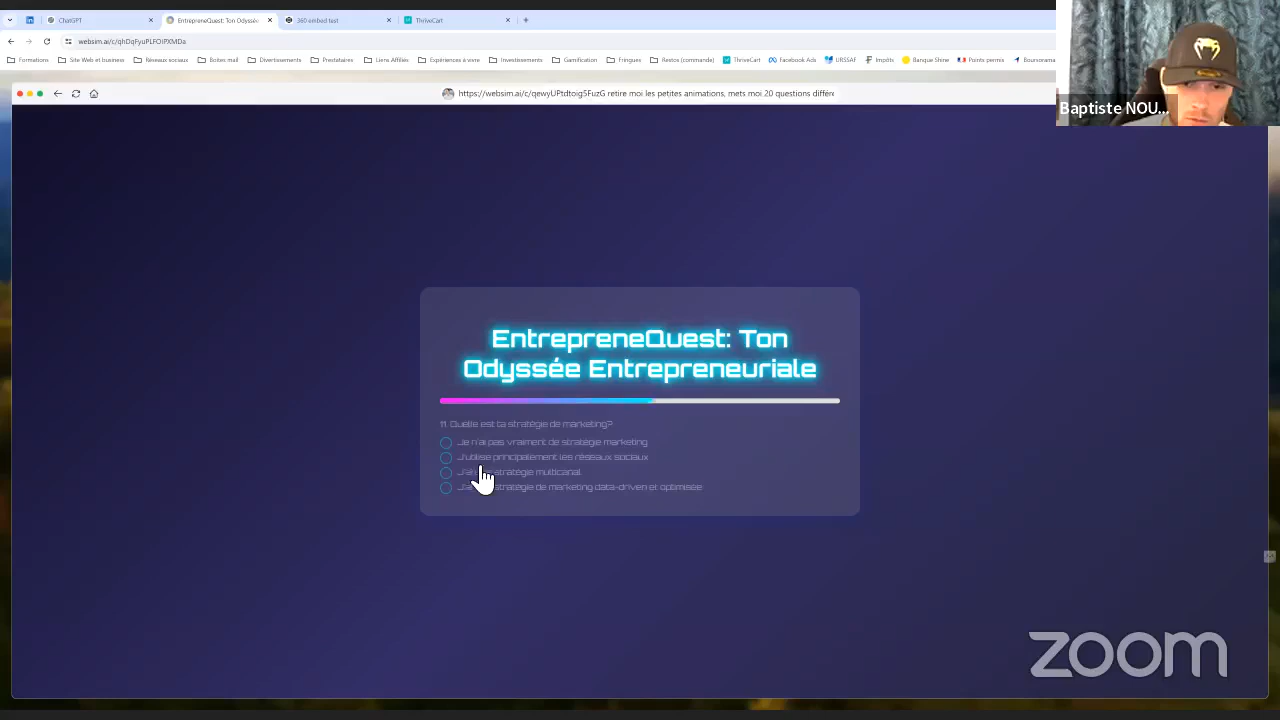 ChatGPT
EntrepreneQuest: Ton Odyssée
360 embed test
ThriveCart
websim.ai/c/qhDqFyuPLFOiPXMDa
Formations
Site Web et business
Réseaux sociaux
Boites mail
Divertissements
Prestataires
Liens Affiliés
Expériences à vivre
Investissements
Gamification
Fringues
Restos (commande)
ThriveCart
Facebook Ads
URSSAF
Impôts
Banque Shine
Points permis
Boursorama
https://websim.ai/c/qewyUPtdtoigSFuzG retire moi les petites animations, mets moi 20 questions différe
Baptiste NOU...
EntrepreneQuest: Ton
Odyssée Entrepreneuriale
11. Quelle est ta stratégie de marketing?
Je n'ai pas vraiment de stratégie marketing
J'utilise principalement les réseaux sociaux
stratégie multicanal
stratégie de marketing data-driven et optimisée
zoom